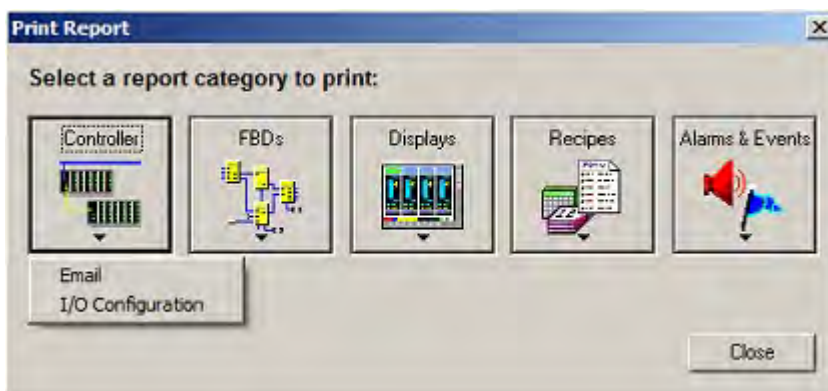 Print Report
Select a report category to print:
Controller FBDs Displays Recipes Alarms & Events
Email
I/O Configuration
Close